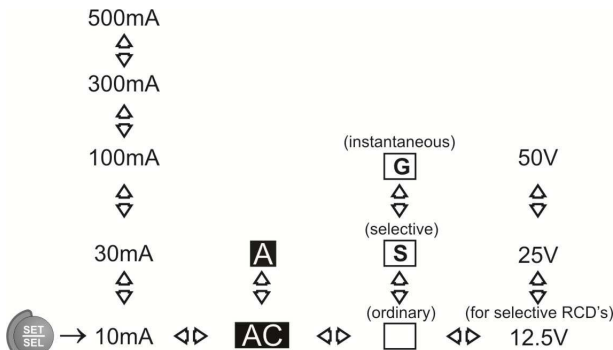 500mA
300mA
(instantaneous)
100mA G 50V
(selective)
30mA A S 25V
(ordinary) (for selective RCD's)
SET
SEL
10mA AC 12.5V